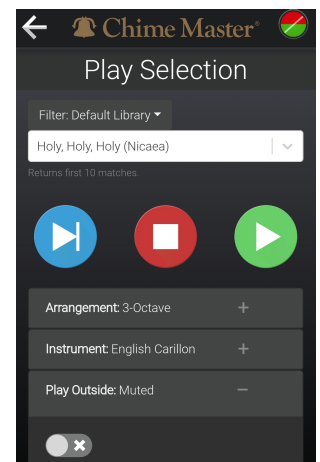 Chime Master®
Play Selection
Filter: Default Library
Holy, Holy, Holy (Nicaea)
Returns first 10 matches.
Arrangement: 3-Octave
Instrument: English Carillon
Play Outside: Muted